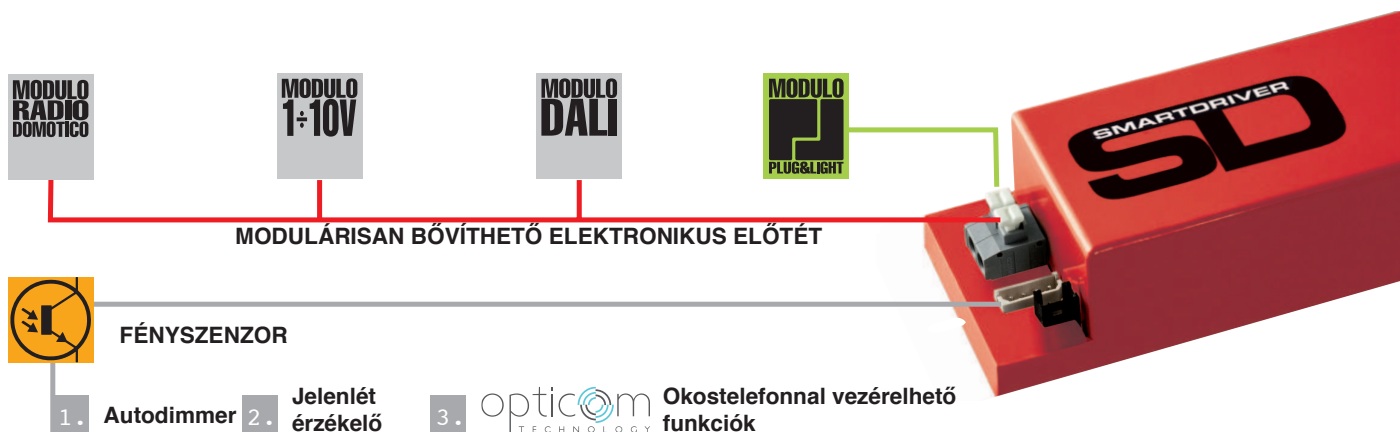 MODULO
RADIO
DOMOTICO
MODULO
1÷10V
MODULO
DALI
MODULO
PLUG&LIGHT
SMARTDRIVER
SD
MODULÁRISAN BŐVÍTHETŐ ELEKTRONIKUS ELŐTÉT
FÉNYSZENZOR
1. Autodimmer
2. Jelenlét
érzékelő
3. opticom
TECHNOLOGY
Okostelefonnal vezérelhető
funkciók